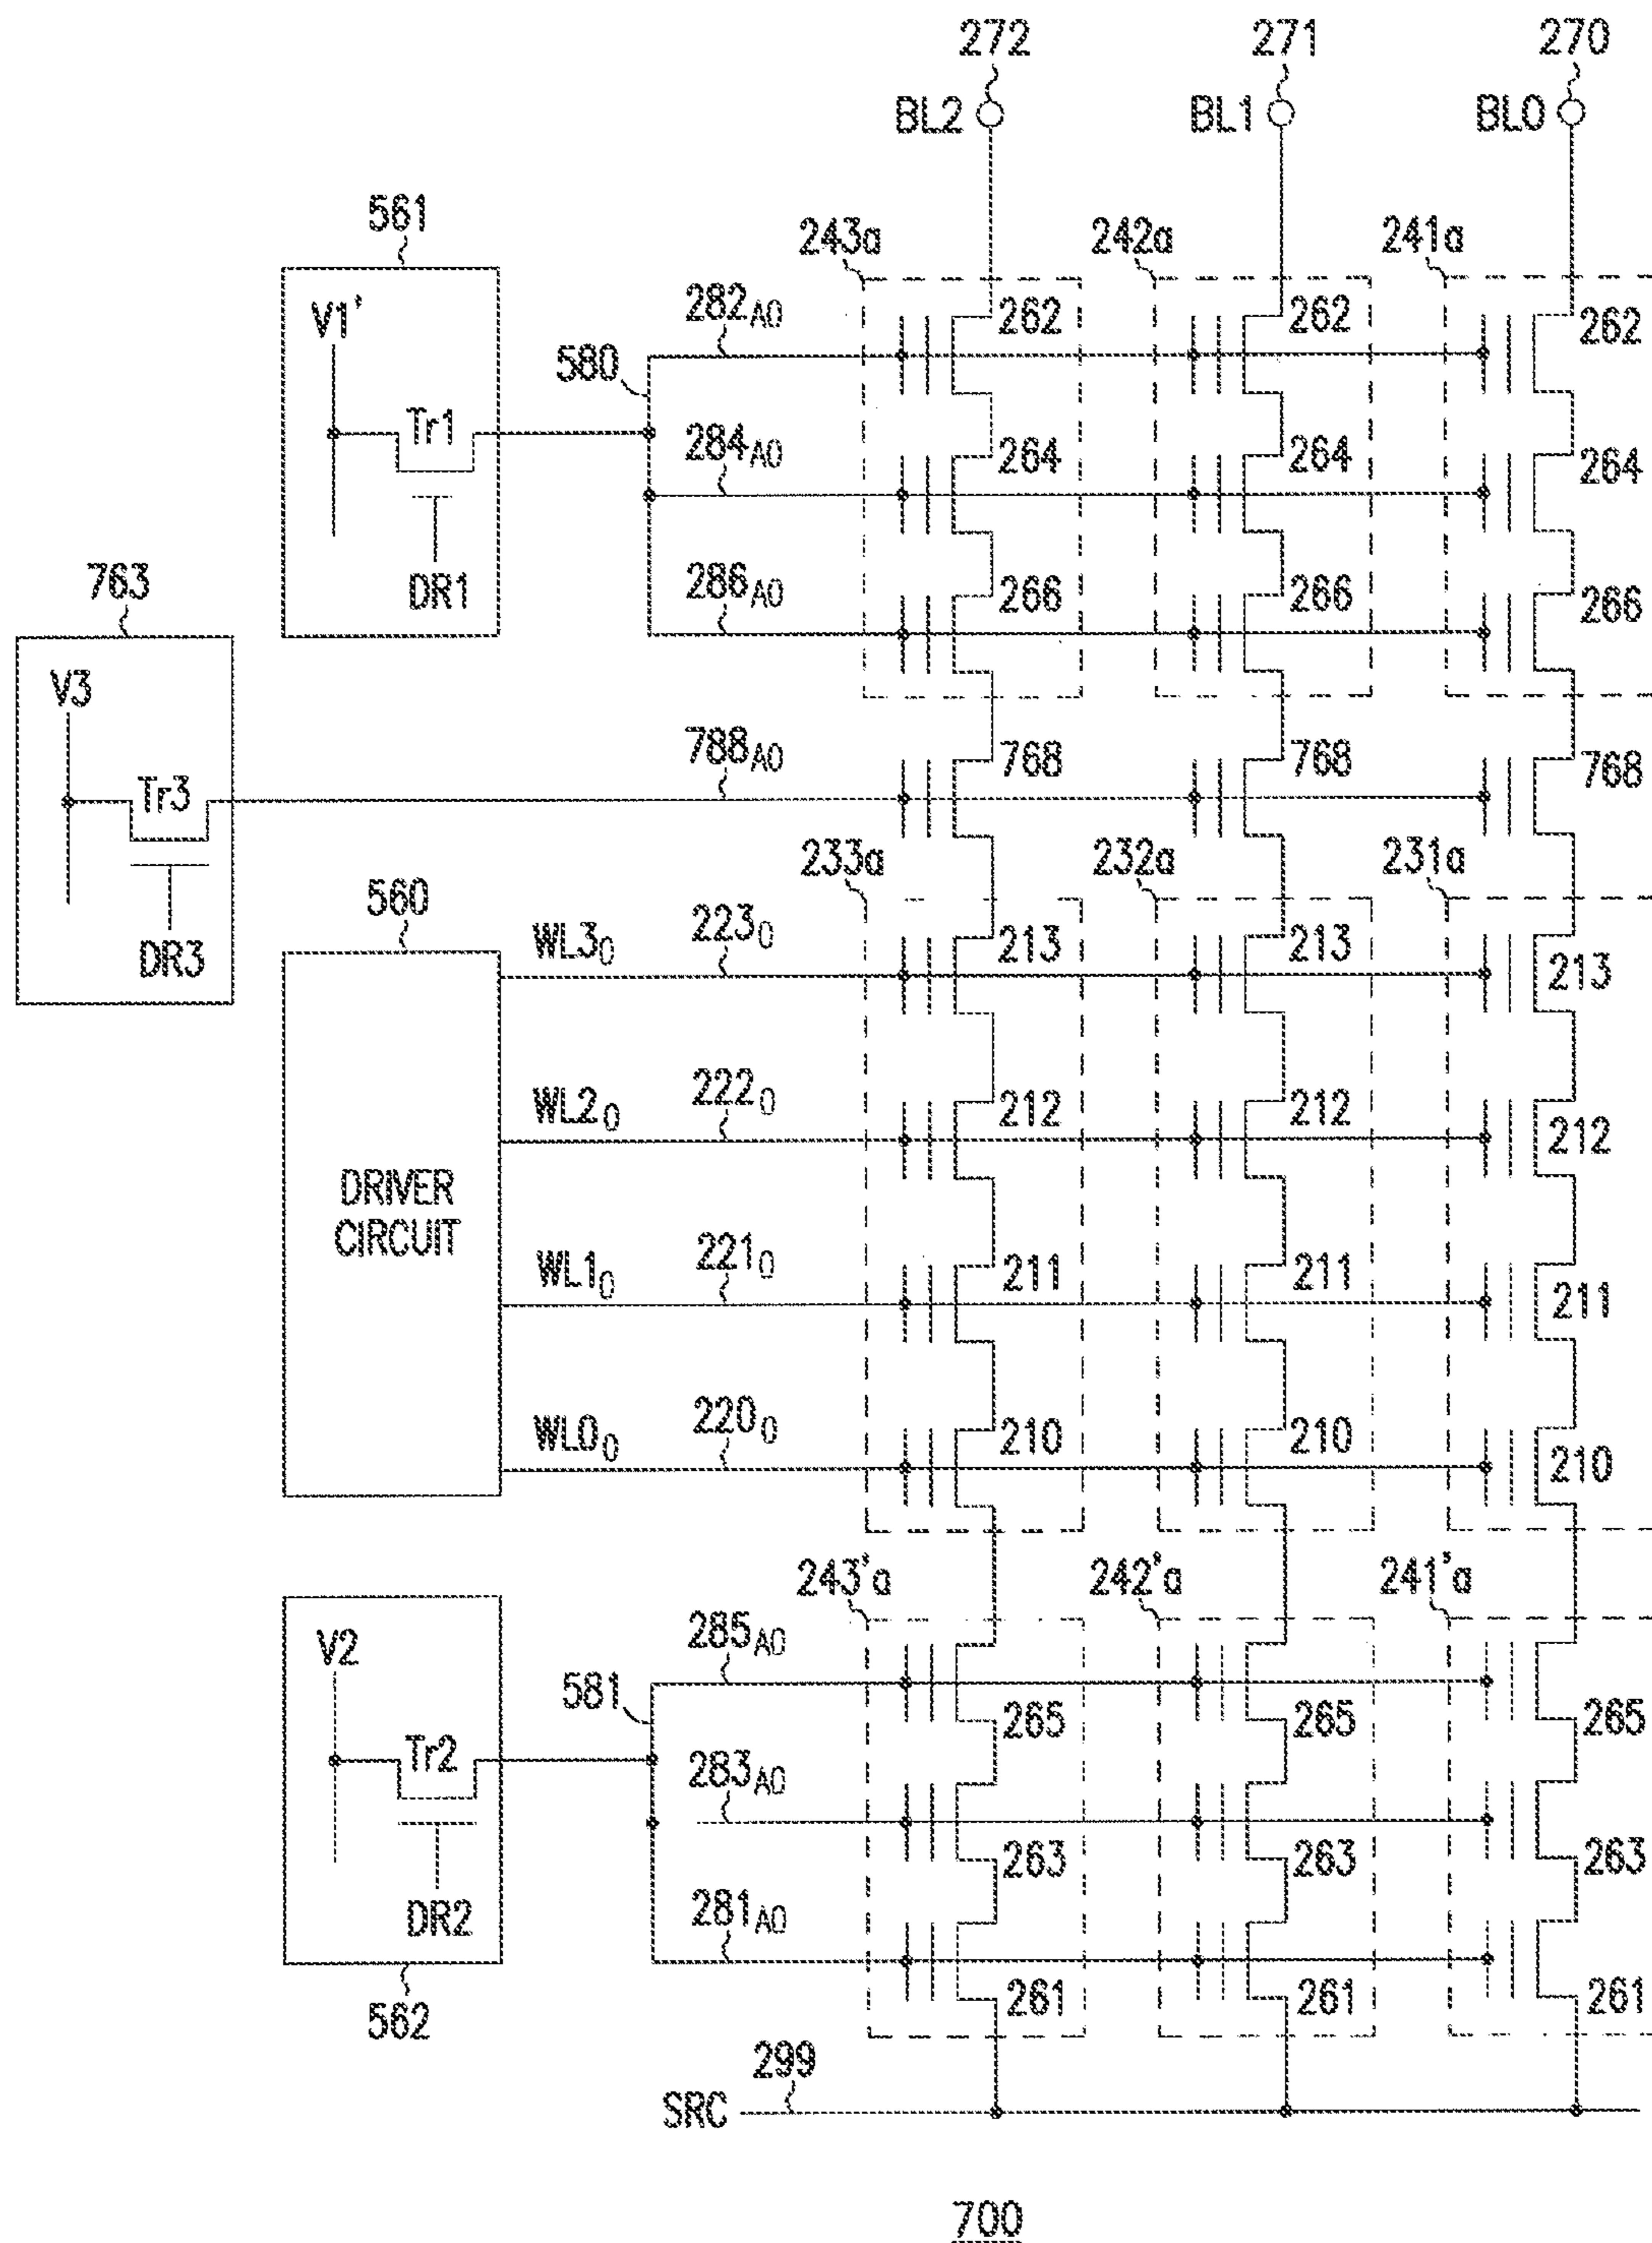 272 271 270
BL2 BL1 BL0
561
243a 242a 241a
V1' 282A0 262 262 262
580
Tr1 284A0 264 264 264
763 DR1 286A0 266 266 266
V3
788A0 768 768 768
Tr3
233a 232a 231a
560
DR3 WL3₀ 223₀ 213 213 213
WL2₀ 222₀ 212 212 212
DRIVER
CIRCUIT
WL1₀ 221₀ 211 211 211
WL0₀ 220₀ 210 210 210
243'a 242'a 241'a
V2 285A0
581 265 265 265
Tr2 283A0
263 263 263
DR2 281A0
261 261 261
562
299
SRC
700